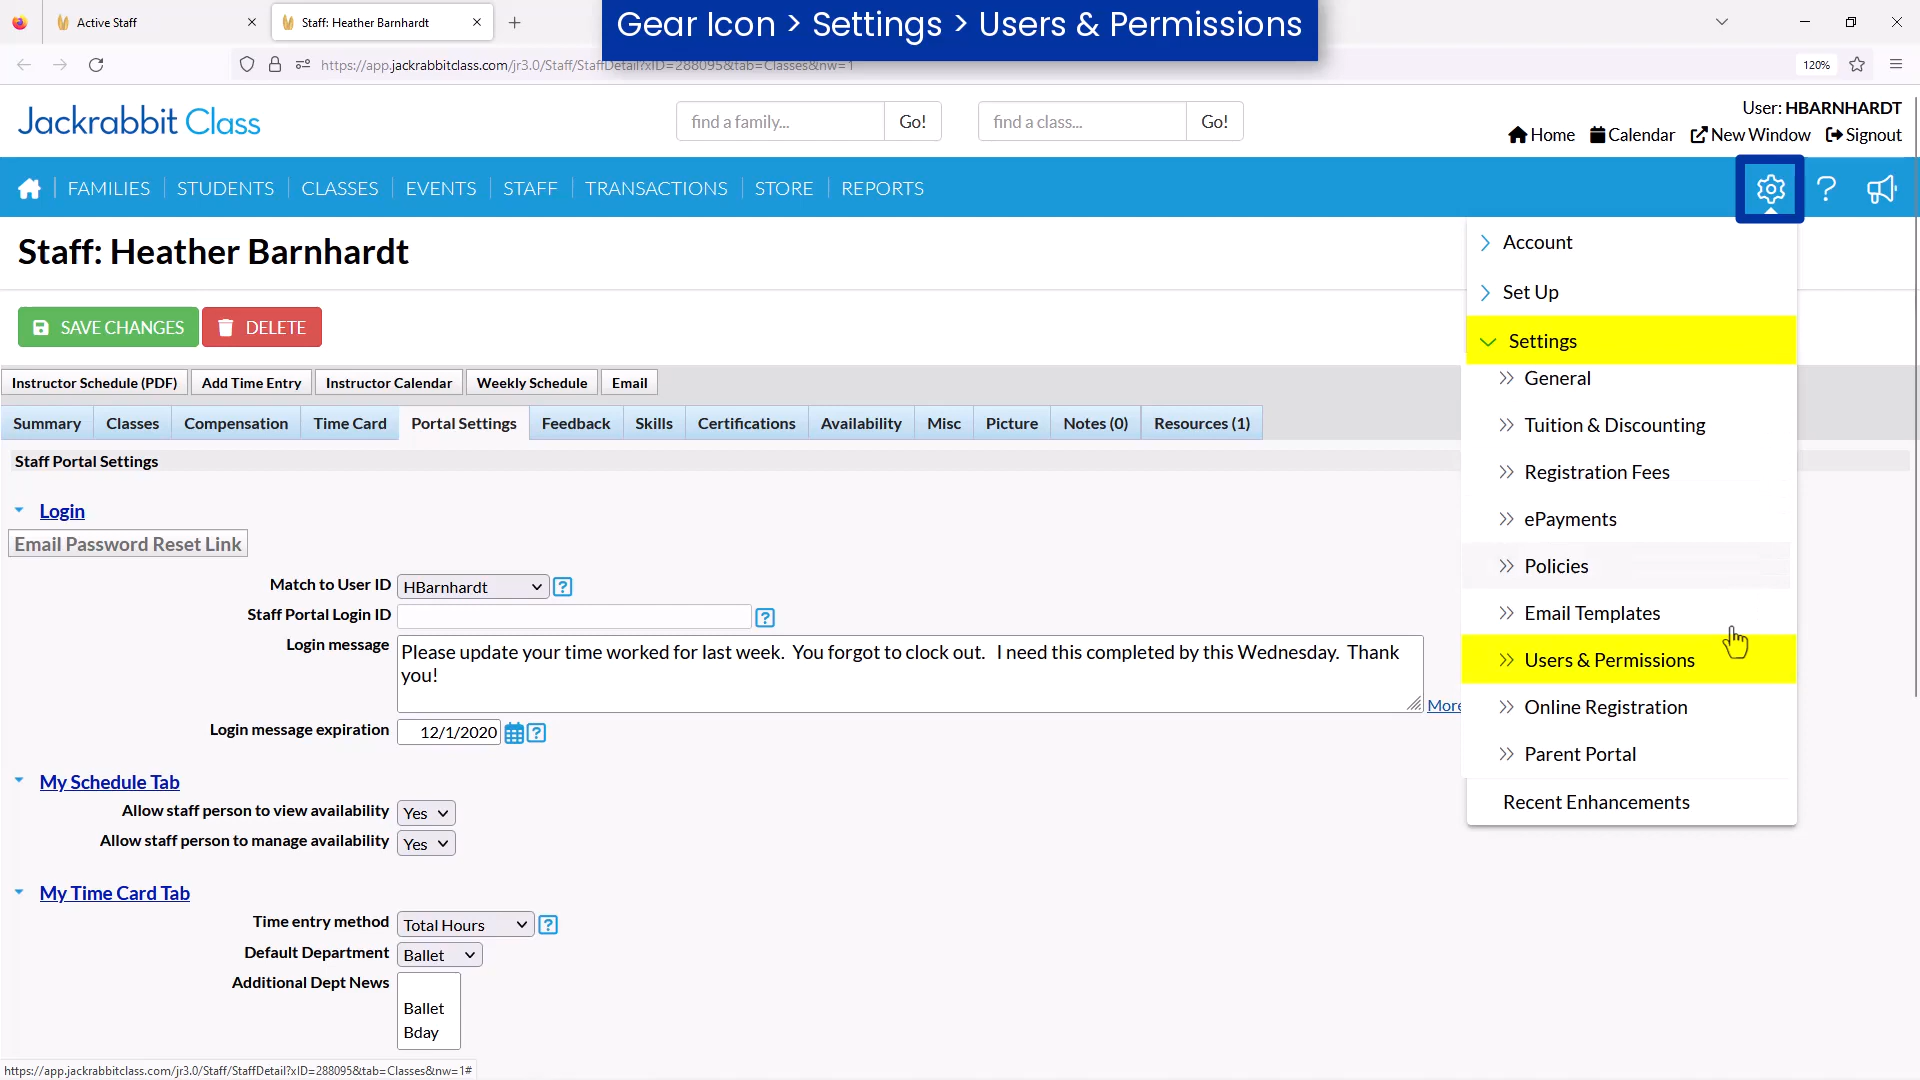 Active Staff
Staff: Heather Barnhardt
Gear Icon > Settings > Users & Permissions
https://app.jackrabbitclass.com/jr3.0/Staff/StaffDetail?xID=288095&tab=Classes&nw=1
120%
Jackrabbit Class
find a family...
Go!
find a class...
Go!
User: HBARNHARDT
Home
Calendar
New Window
Signout
FAMILIES
STUDENTS
CLASSES
EVENTS
STAFF
TRANSACTIONS
STORE
REPORTS
?
Staff: Heather Barnhardt
SAVE CHANGES
DELETE
Instructor Schedule (PDF)
Add Time Entry
Instructor Calendar
Weekly Schedule
Email
Summary
Classes
Compensation
Time Card
Portal Settings
Feedback
Skills
Certifications
Availability
Misc
Picture
Notes (0)
Resources (1)
Staff Portal Settings
Login
Email Password Reset Link
Match to User ID
HBarnhardt
?
Staff Portal Login ID
?
Login message
Please update your time worked for last week. You forgot to clock out. I need this completed by this Wednesday. Thank
you!
More
Login message expiration
12/1/2020
?
My Schedule Tab
Allow staff person to view availability
Yes
Allow staff person to manage availability
Yes
My Time Card Tab
Time entry method
Total Hours
?
Default Department
Ballet
Additional Dept News
Ballet
Bday
Account
Set Up
Settings
General
Tuition & Discounting
Registration Fees
ePayments
Policies
Email Templates
Users & Permissions
Online Registration
Parent Portal
Recent Enhancements
https://app.jackrabbitclass.com/jr3.0/Staff/StaffDetail?xID=288095&tab=Classes&nw=1#